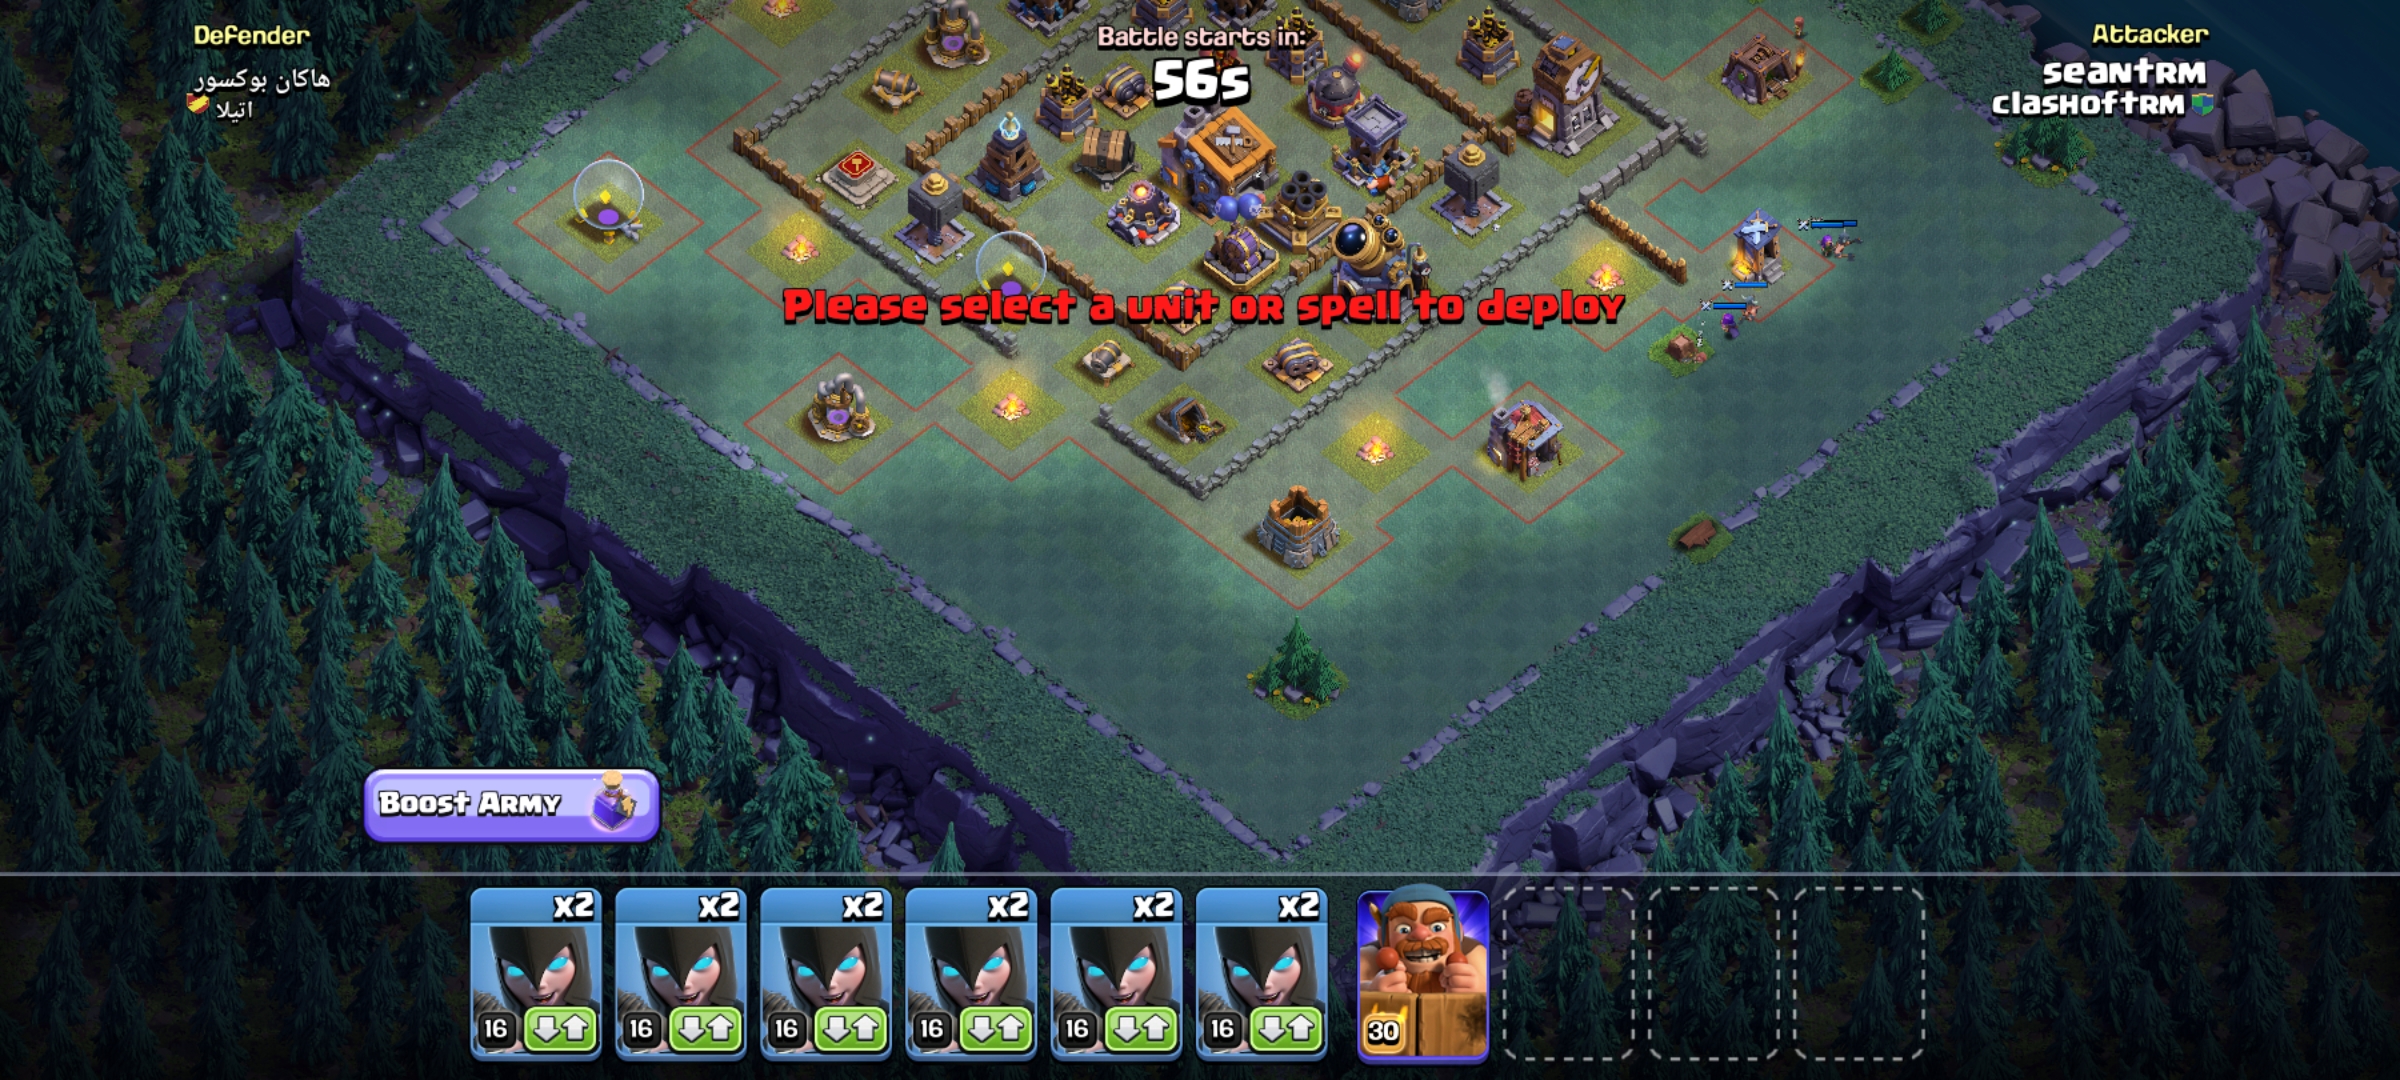 Defender
هاكان بوكسور
اتيلا
Battle starts in:
56s
Attacker
seantRM
clashoftRM
Please select a unit or spell to deploy
Boost Army
x2
x2
x2
x2
x2
x2
16
16
16
16
16
16
30